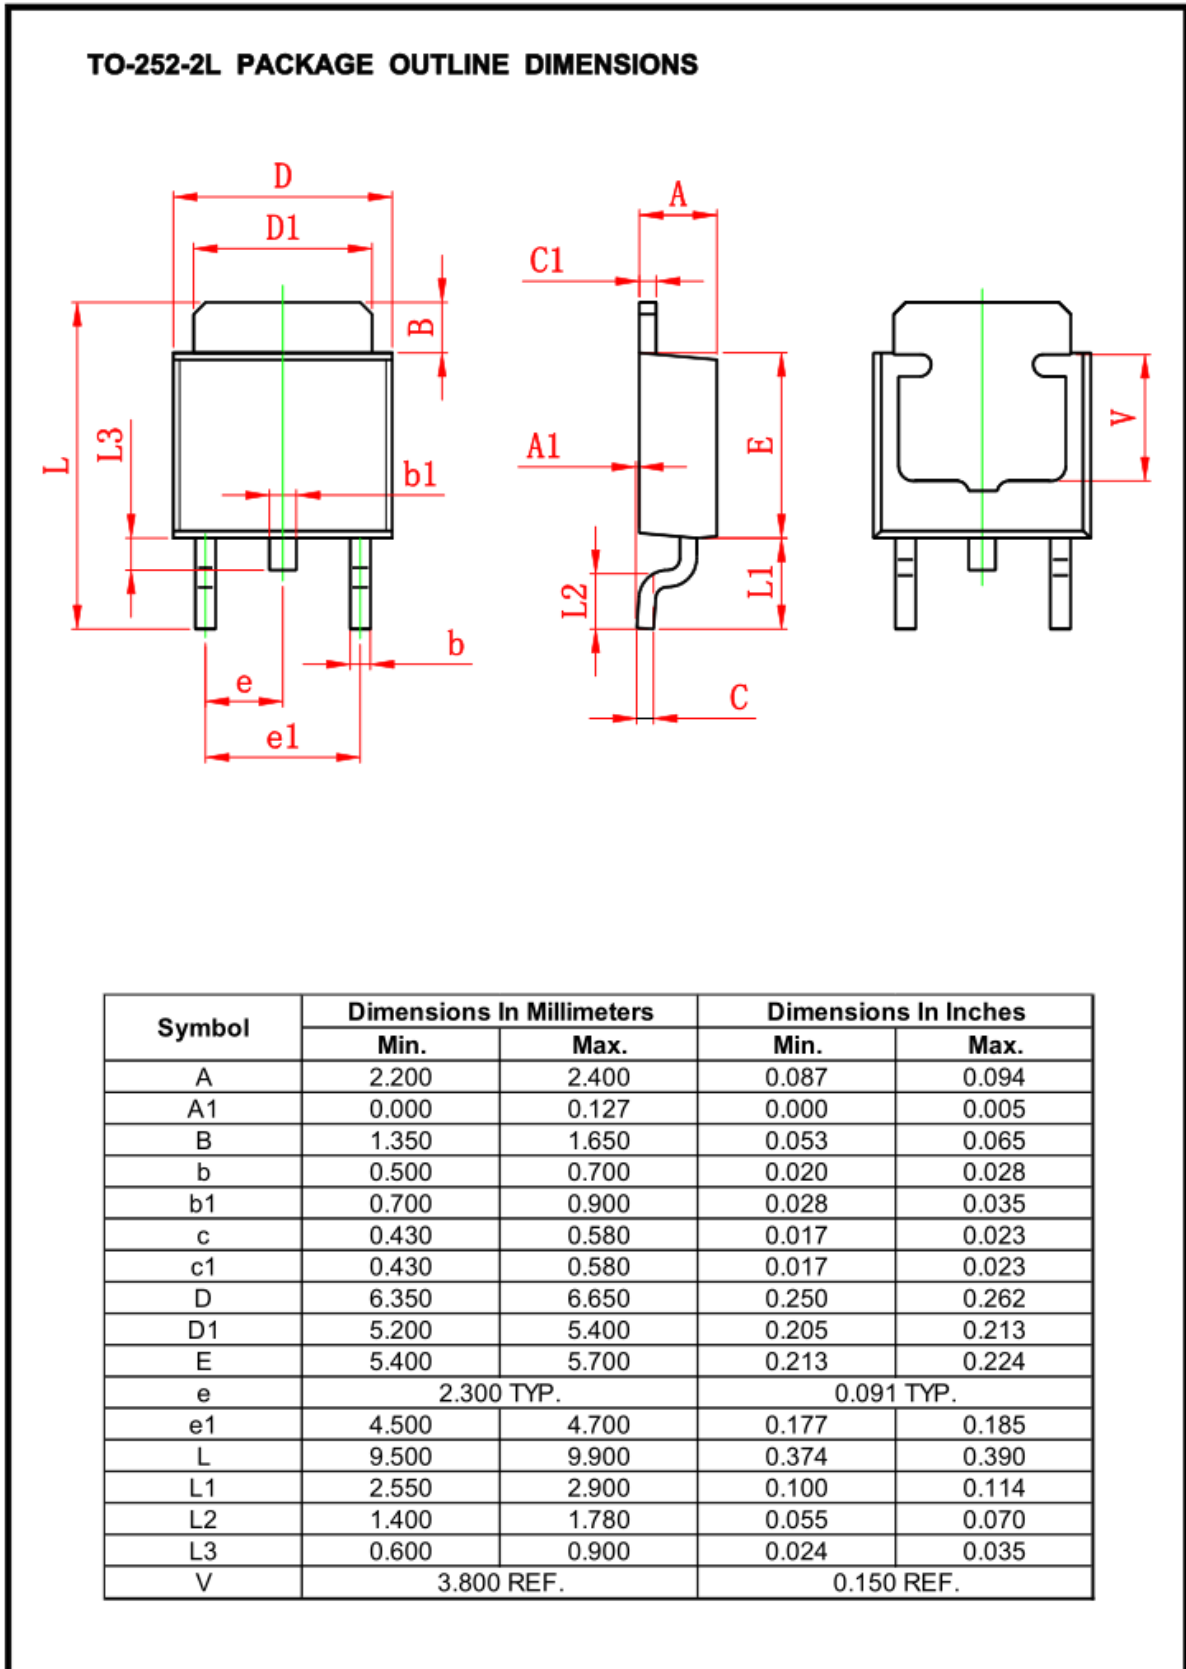 TO-252-2L PACKAGE OUTLINE DIMENSIONS
D
D1
B
L
L3
b1
b
e
e1
A
C1
A1
E
L1
L2
C
V
Symbol Dimensions In Millimeters Dimensions In Inches
Min. Max. Min. Max.
A 2.200 2.400 0.087 0.094
A1 0.000 0.127 0.000 0.005
B 1.350 1.650 0.053 0.065
b 0.500 0.700 0.020 0.028
b1 0.700 0.900 0.028 0.035
c 0.430 0.580 0.017 0.023
c1 0.430 0.580 0.017 0.023
D 6.350 6.650 0.250 0.262
D1 5.200 5.400 0.205 0.213
E 5.400 5.700 0.213 0.224
e 2.300 TYP. 0.091 TYP.
e1 4.500 4.700 0.177 0.185
L 9.500 9.900 0.374 0.390
L1 2.550 2.900 0.100 0.114
L2 1.400 1.780 0.055 0.070
L3 0.600 0.900 0.024 0.035
V 3.800 REF. 0.150 REF.